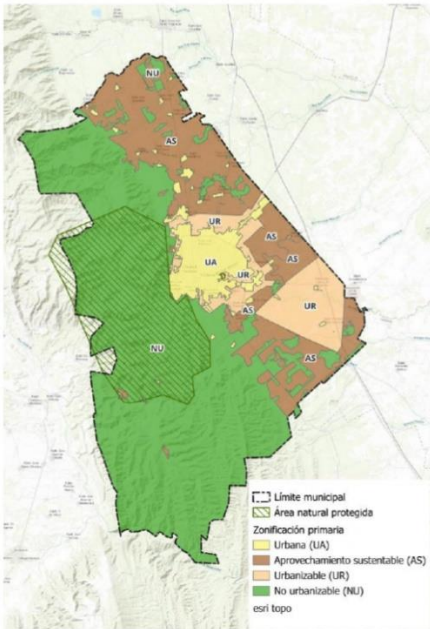 NU
AS
UR
AS
UA
AS
UR
UR
AS
NU
AS
Límite municipal
Área natural protegida
Zonificación primaria
Urbana (UA)
Aprovechamiento sustentable (AS)
Urbanizable (UR)
No urbanizable (NU)
esri topo